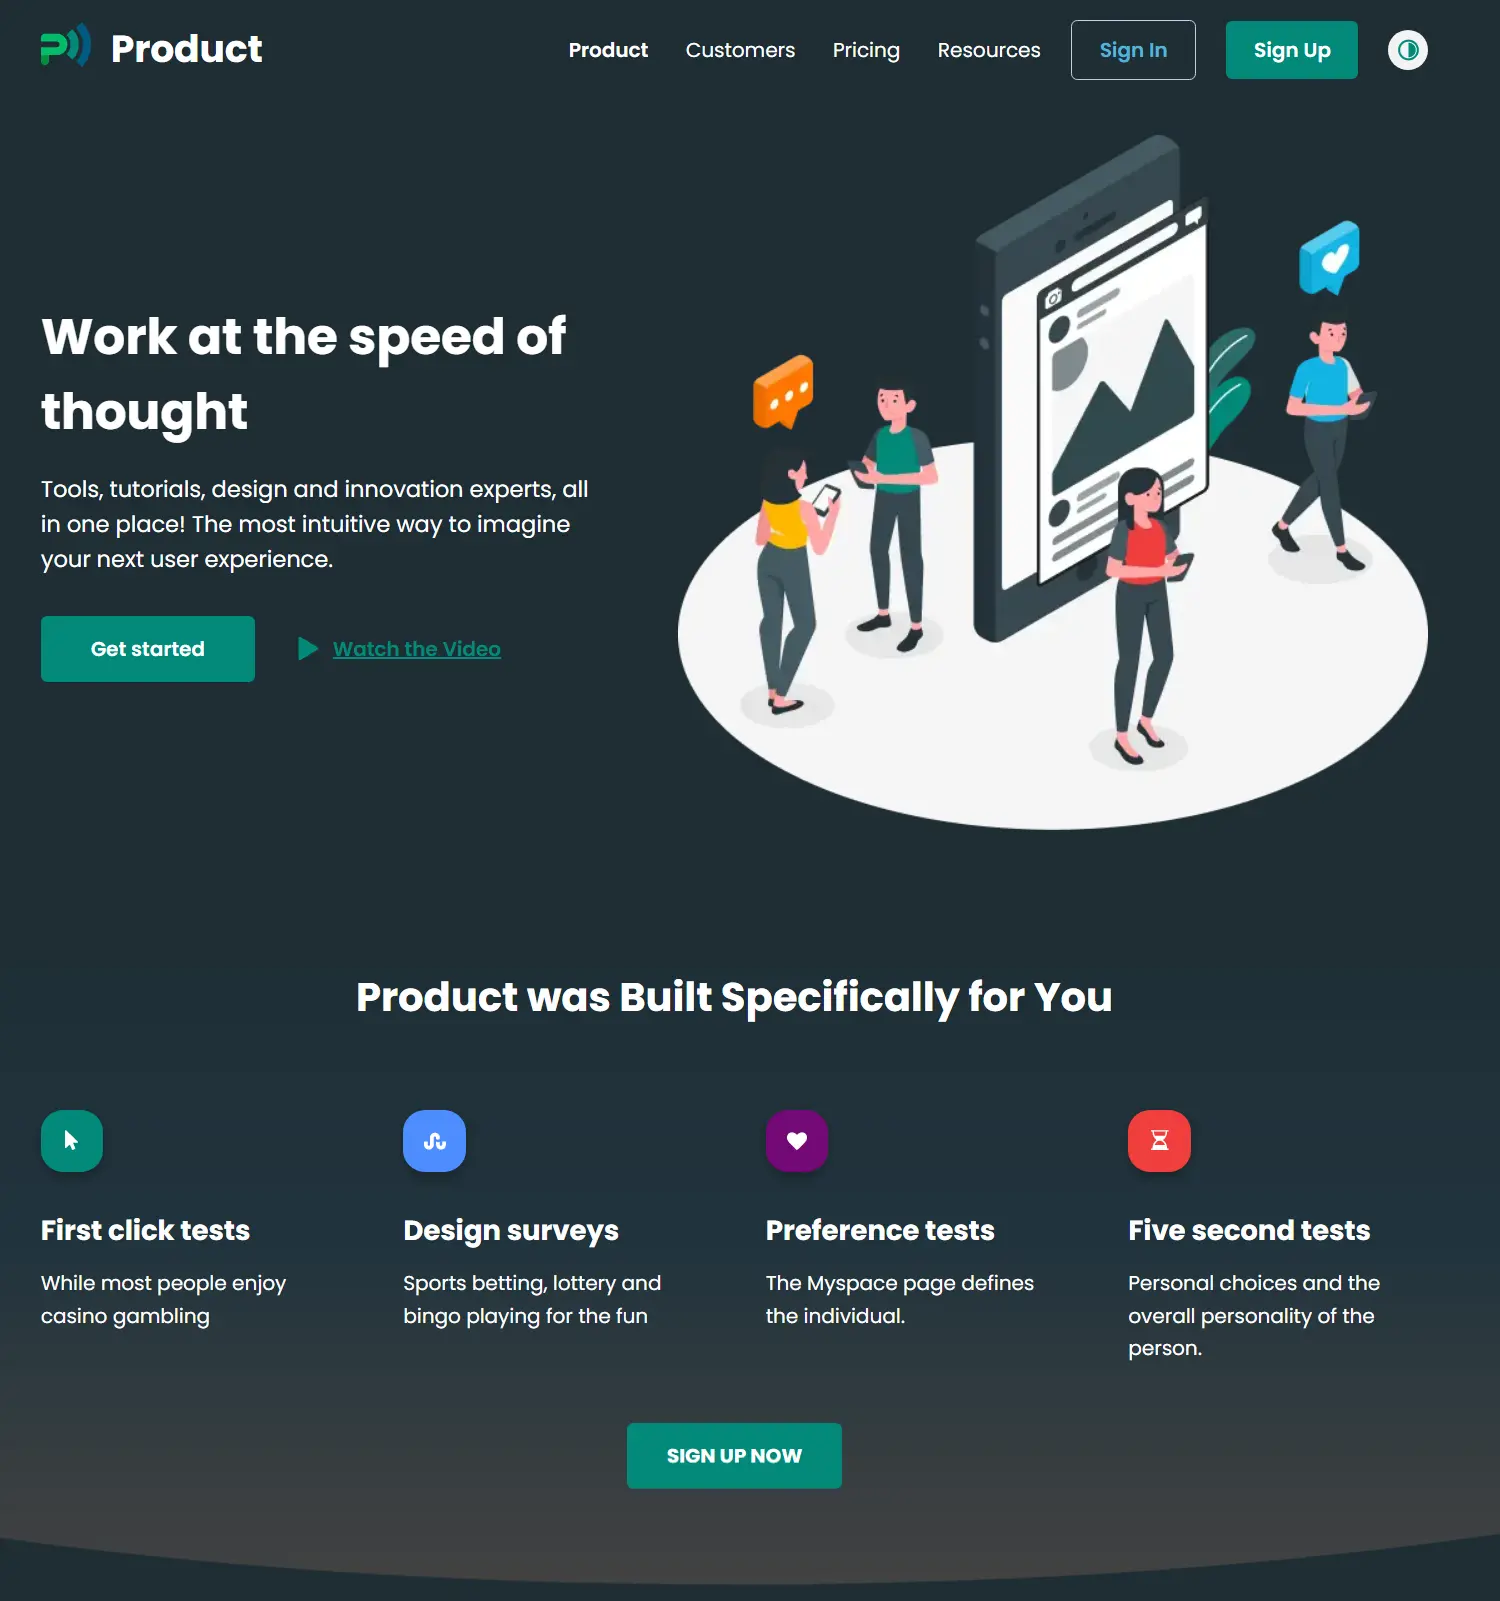 Product
Product
Customers
Pricing
Resources
Sign In
Sign Up
Work at the speed of
thought
Tools, tutorials, design and innovation experts, all
in one place! The most intuitive way to imagine
your next user experience.
Get started
Watch the Video
Product was Built Specifically for You
First click tests
While most people enjoy
casino gambling
Design surveys
Sports betting, lottery and
bingo playing for the fun
Preference tests
The Myspace page defines
the individual.
Five second tests
Personal choices and the
overall personality of the
person.
SIGN UP NOW